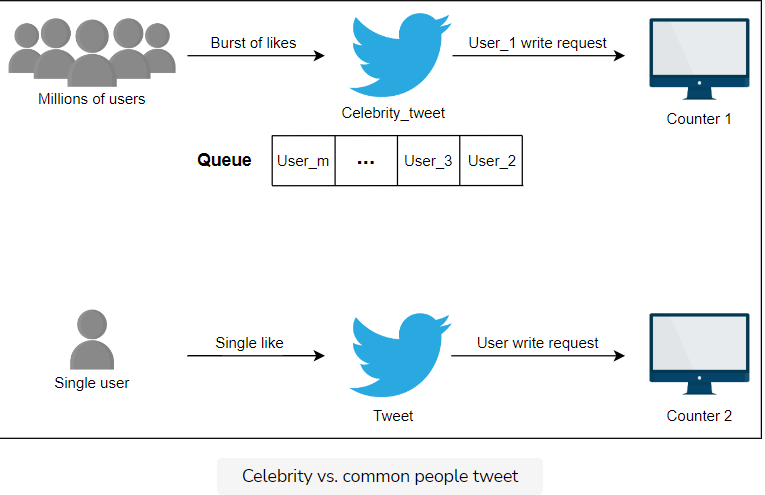 Burst of likes
User_1 write request
Millions of users
Celebrity_tweet
Counter 1
Queue
User_m
...
User_3
User_2
Single like
User write request
Single user
Tweet
Counter 2
Celebrity vs. common people tweet